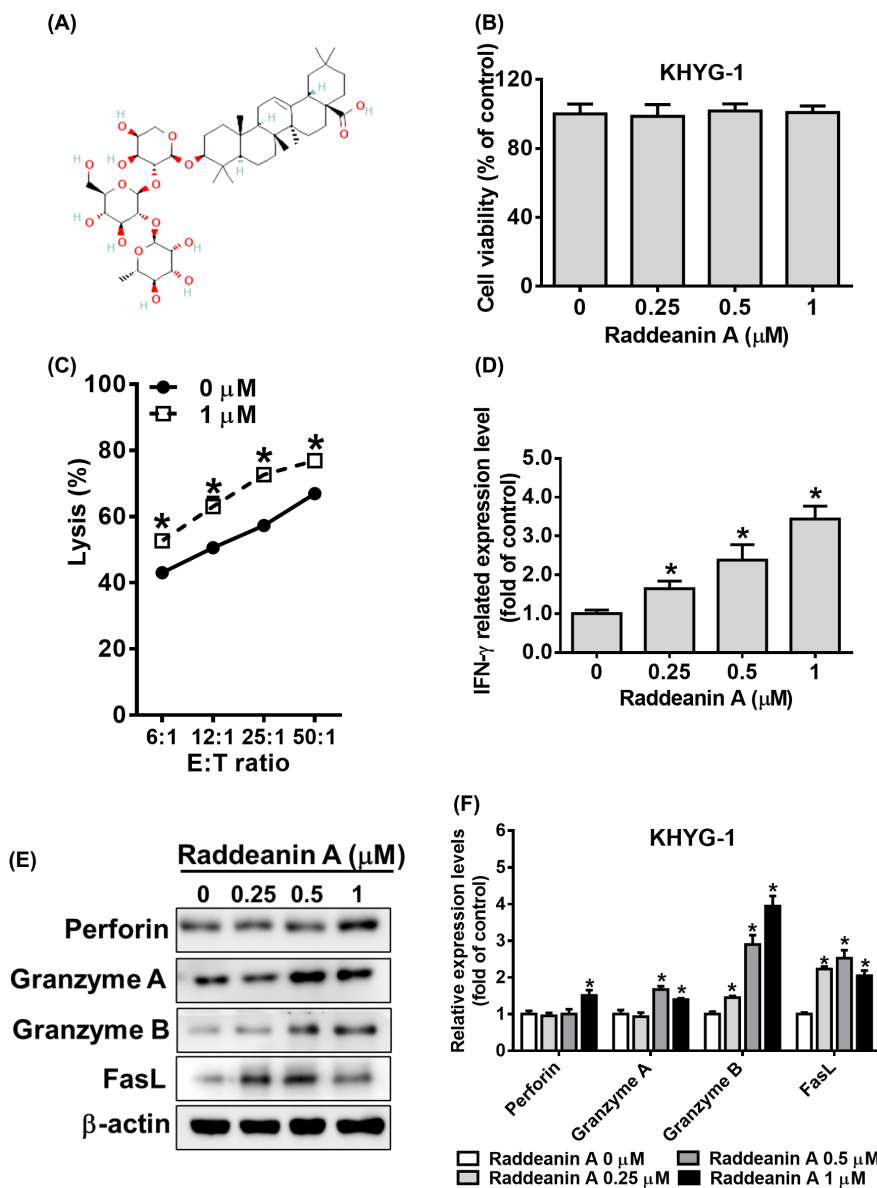 (A)
H
H
O
O
O
H
O
H
O
O
H
O
H
O
O
O
O
H
O
H
O
H
O
O
H
O
H
O
H
O
H
(B)
KHYG-1
Cell viability (% of control)
120
80
40
0
0 0.25 0.5 1
Raddeanin A (μM)
(C)
0 μM
1 μM
Lysis (%)
100
80
60
40
20
0
* * * *
6:1 12:1 25:1 50:1
E:T ratio
(D)
IFN-γ related expression level
(fold of control)
5.0
4.0
3.0
2.0
1.0
0.0
* * *
0 0.25 0.5 1
Raddeanin A (μM)
(E)
Raddeanin A (μM)
0 0.25 0.5 1
Perforin
Granzyme A
Granzyme B
FasL
β-actin
(F)
KHYG-1
Relative expression levels
(fold of control)
6
5
4
3
2
1
0
* * * * * * * * *
Perforin
Granzyme A
Granzyme B
FasL
Raddeanin A 0 μM
Raddeanin A 0.5 μM
Raddeanin A 0.25 μM
Raddeanin A 1 μM